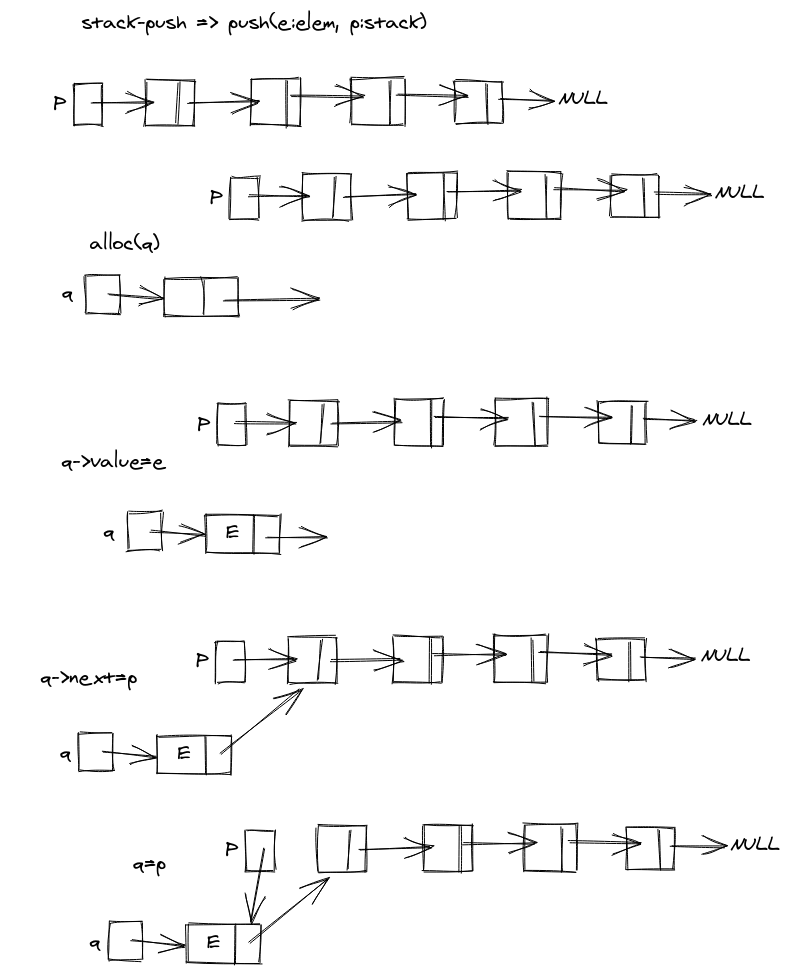 stack-push => push(e:elem, p:stack)
P NULL
P NULL
alloc(q)
q
P NULL
q->value=e
q E
P NULL
q->next=p
q E
P NULL
q=p
q E